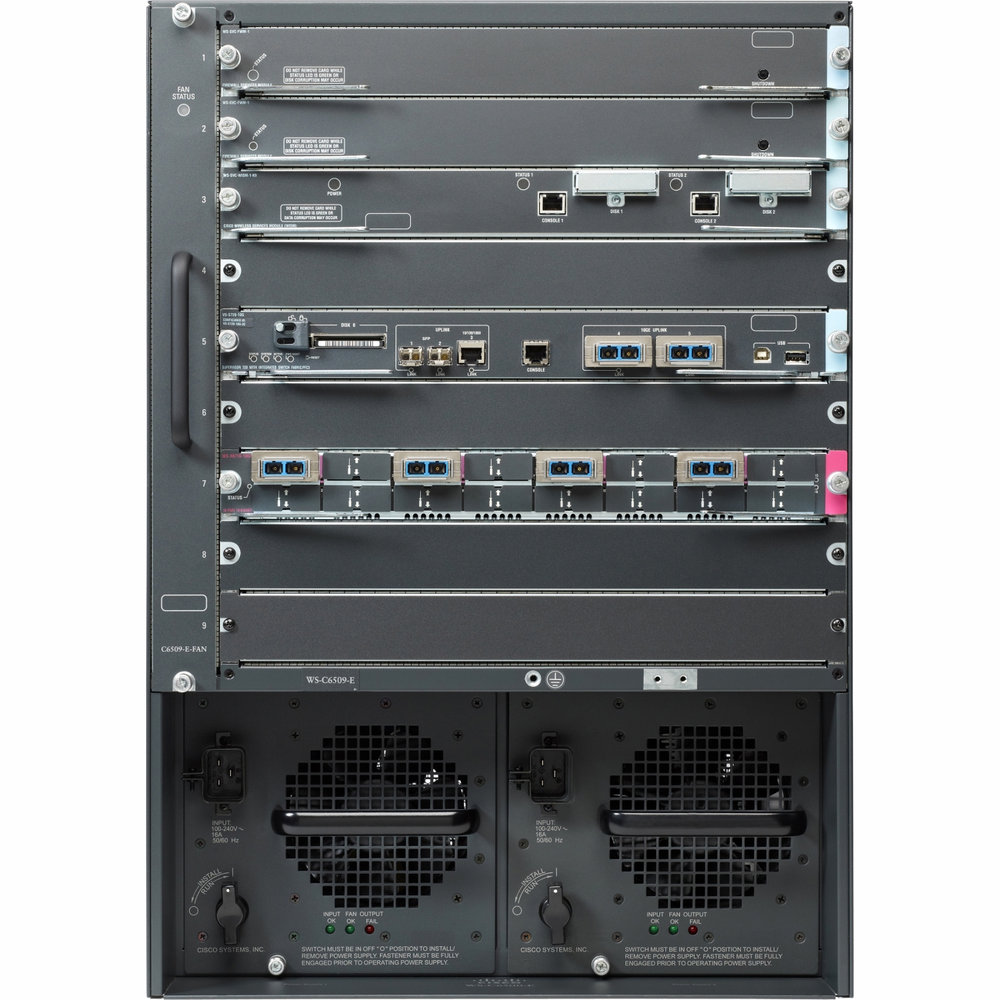 WS-SVC-FWM-1
1
STATUS
DO NOT REMOVE CARD WHILE
STATUS LED IS GREEN OR
DISK CORRUPTION MAY OCCUR
SHUTDOWN
FIREWALL SERVICES MODULE
FAN
STATUS
WS-SVC-FWM-1
2
STATUS
DO NOT REMOVE CARD WHILE
STATUS LED IS GREEN OR
DISK CORRUPTION MAY OCCUR
SHUTDOWN
FIREWALL SERVICES MODULE
WS-SVC-WISM-1-K9
3
POWER
STATUS 1
STATUS 2
DO NOT REMOVE CARD WHILE
STATUS LED IS GREEN OR
DATA CORRUPTION MAY OCCUR
CONSOLE 1
DISK 1
CONSOLE 2
DISK 2
CISCO WIRELESS SERVICES MODULE (WISM)
4
VS-S720-10G
CONFIGURED AS
VS-S720-10G-3C
5
DISK 0
UPLINK
SFP
10/100/1000
1
2
3
10GE UPLINK
4
5
USB
STATUS SYSTEM ACTIVE PWR MGMT
RESET
LINK
LINK
LINK
CONSOLE
LINK
LINK
SUPERVISOR 720 WITH INTEGRATED SWITCH FABRIC/PFC3
6
7
STATUS
8
9
C6509-E-FAN
WS-C6509-E
INPUT:
100-240V~
16A
50/60 Hz
INSTALL
RUN
INPUT OK
FAN OK
OUTPUT FAIL
CISCO SYSTEMS, INC.
SWITCH MUST BE IN OFF "O" POSITION TO INSTALL/
REMOVE POWER SUPPLY. FASTENER MUST BE FULLY
ENGAGED PRIOR TO OPERATING POWER SUPPLY.
INPUT:
100-240V~
16A
50/60 Hz
INSTALL
RUN
INPUT OK
FAN OK
OUTPUT FAIL
CISCO SYSTEMS, INC.
SWITCH MUST BE IN OFF "O" POSITION TO INSTALL/
REMOVE POWER SUPPLY. FASTENER MUST BE FULLY
ENGAGED PRIOR TO OPERATING POWER SUPPLY.
CISCO